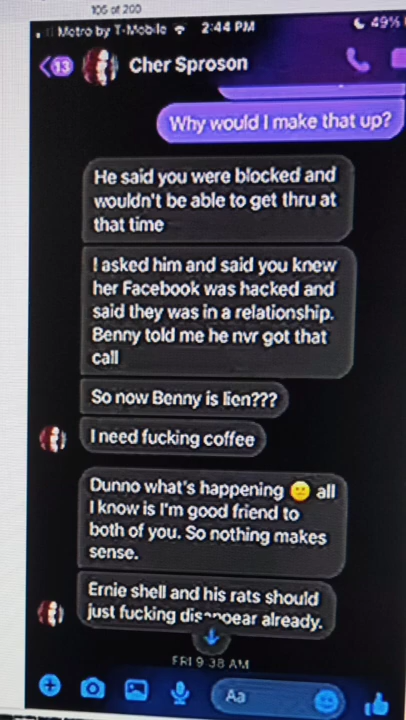 106 of 200
Metro by T-Mobile 2:44 PM 49%
13 Cher Sproson
Why would I make that up?
He said you were blocked and
wouldn't be able to get thru at
that time
I asked him and said you knew
her Facebook was hacked and
said they were in a relationship.
Benny told me he nvr got that
call
So now Benny is lien???
I need fucking coffee
Dunno what's happening 😕 all
I know is I'm good friend to
both of you. So nothing makes
sense.
Ernie shell and his rats should
just fucking disappear already.
FRI 9:38 AM
Aa